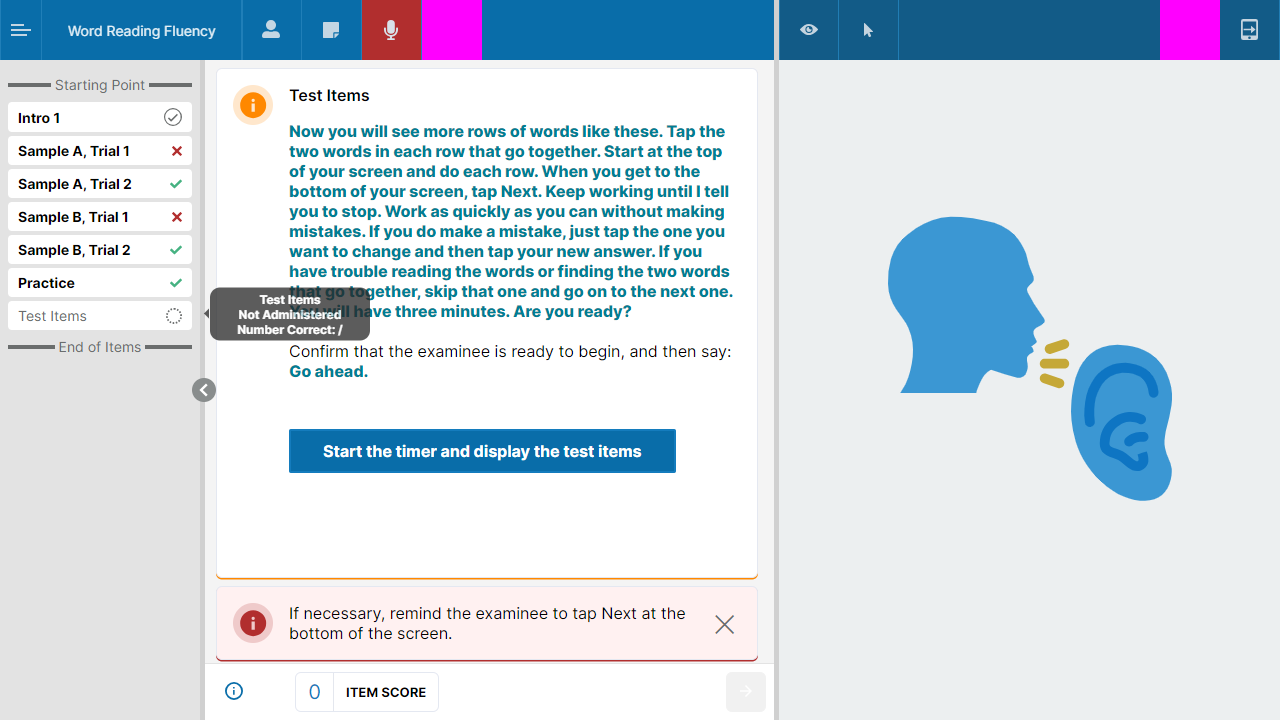 Word Reading Fluency
Starting Point
Intro 1
Sample A, Trial 1
Sample A, Trial 2
Sample B, Trial 1
Sample B, Trial 2
Practice
Test Items
End of Items
Test Items
Not Administered
Number Correct: /
Test Items
Now you will see more rows of words like these. Tap the
two words in each row that go together. Start at the top
of your screen and do each row. When you get to the
bottom of your screen, tap Next. Keep working until I tell
you to stop. Work as quickly as you can without making
mistakes. If you do make a mistake, just tap the one you
want to change and then tap your new answer. If you
have trouble reading the words or finding the two words
that go together, skip that one and go on to the next one.
You will have three minutes. Are you ready?
Confirm that the examinee is ready to begin, and then say:
Go ahead.
Start the timer and display the test items
If necessary, remind the examinee to tap Next at the
bottom of the screen.
0 ITEM SCORE